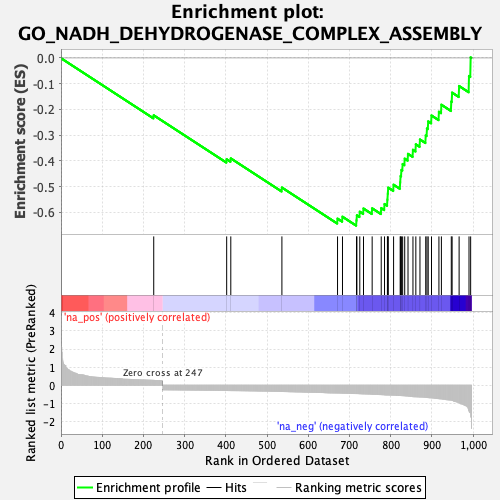 Enrichment plot:
GO_NADH_DEHYDROGENASE_COMPLEX_ASSEMBLY
Enrichment score (ES)
0.0
-0.1
-0.2
-0.3
-0.4
-0.5
-0.6
Ranked list metric (PreRanked)
4
3
2
1
0
-1
-2
'na_pos' (positively correlated)
Zero cross at 247
'na_neg' (negatively correlated)
0 100 200 300 400 500 600 700 800 900 1,000
Rank in Ordered Dataset
Enrichment profile Hits Ranking metric scores